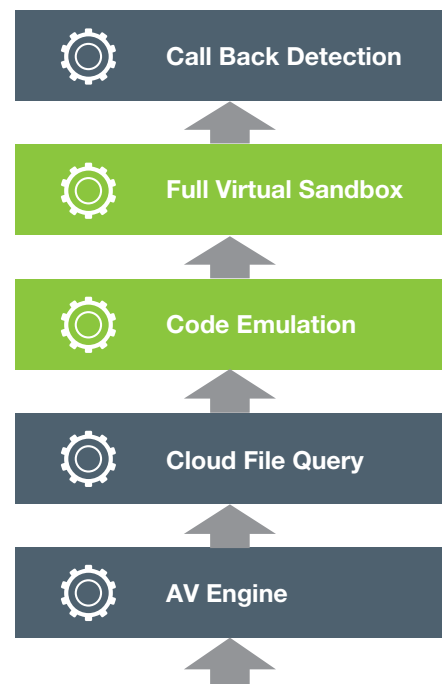 Call Back Detection
Full Virtual Sandbox
Code Emulation
Cloud File Query
AV Engine